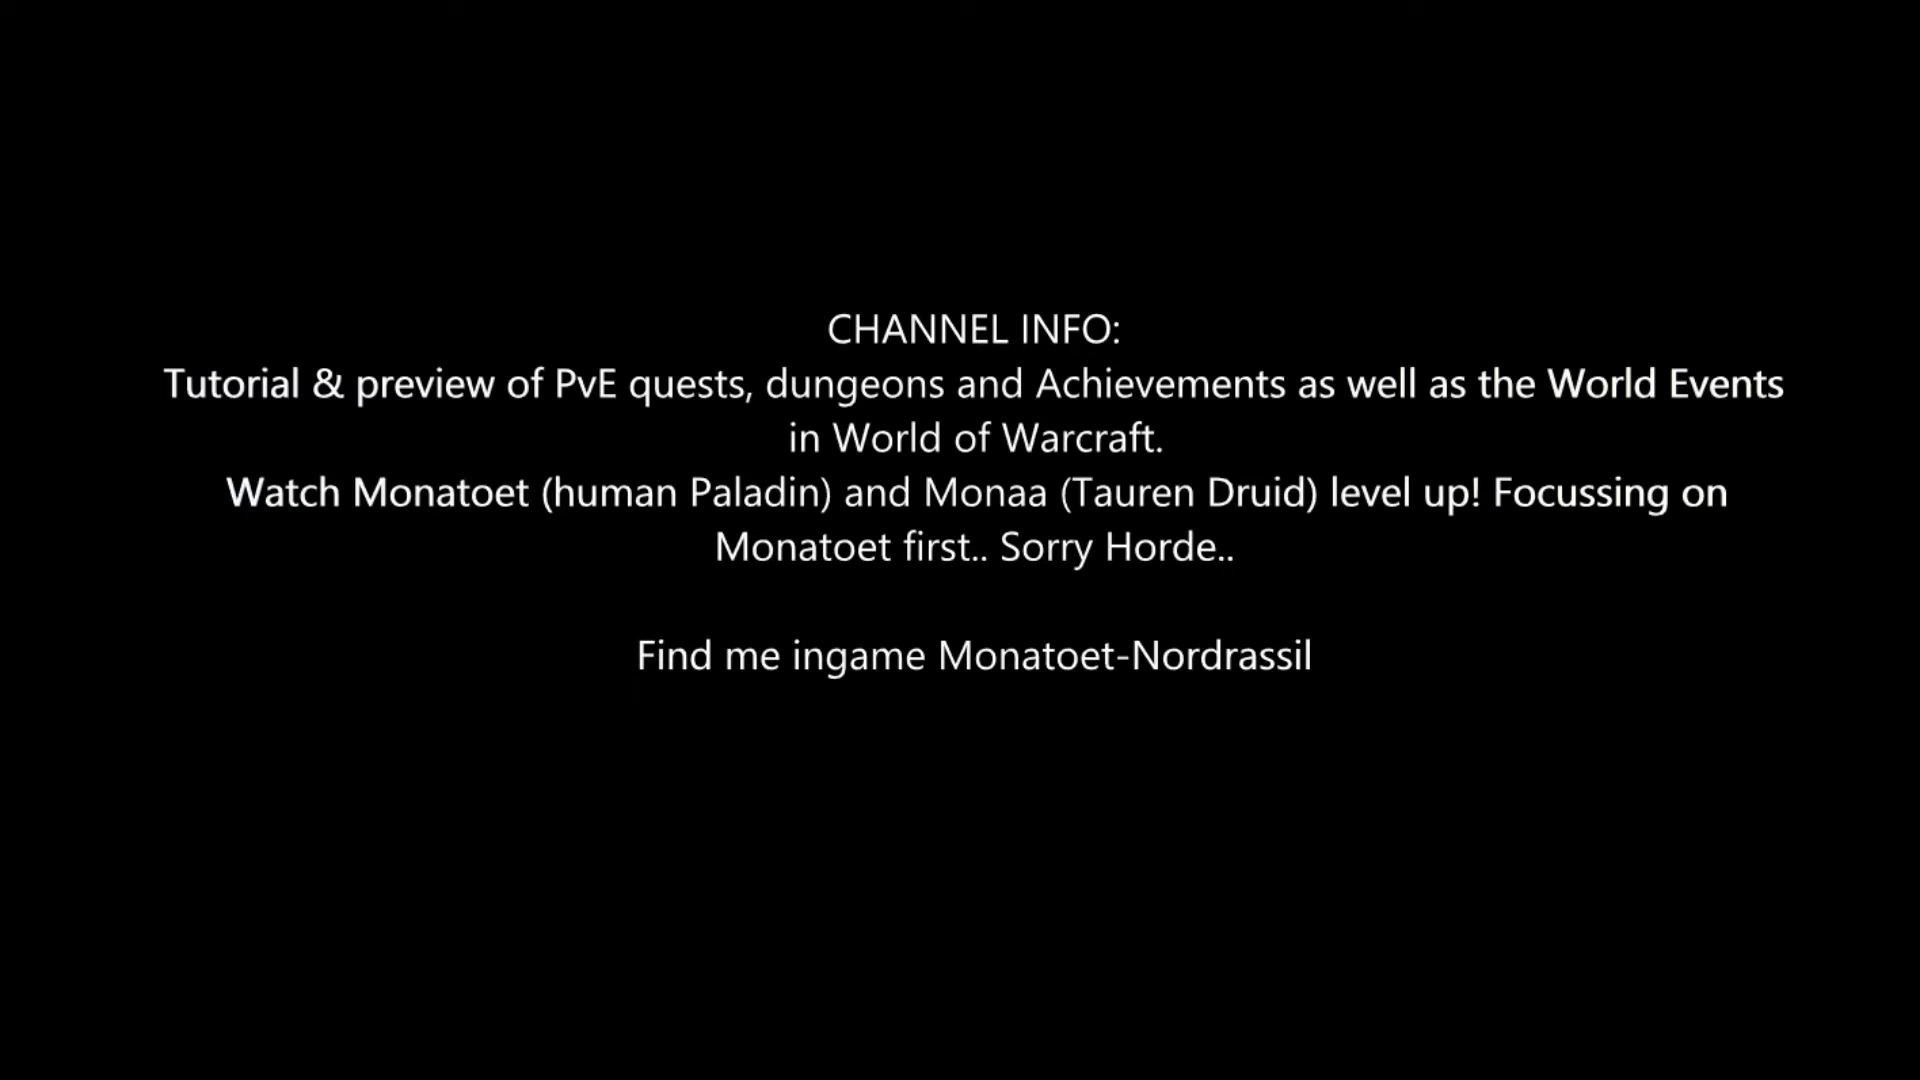 CHANNEL INFO:
Tutorial & preview of PvE quests, dungeons and Achievements as well as the World Events
in World of Warcraft.
Watch Monatoet (human Paladin) and Monaa (Tauren Druid) level up! Focussing on
Monatoet first.. Sorry Horde..
Find me ingame Monatoet-Nordrassil